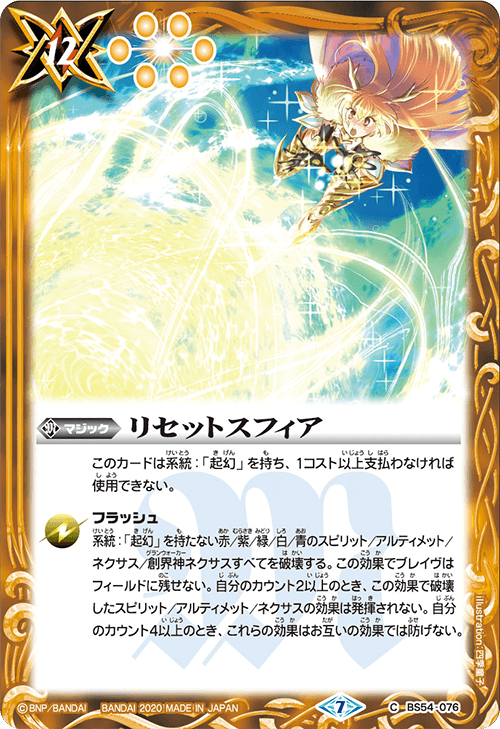 12
マジック
リセットスフィア
このカードは系統：「起幻」を持ち、1コスト以上支払わなければ
使用できない。
フラッシュ
系統：「起幻」を持たない赤/紫/緑/白/青のスピリット/アルティメット/
ネクサス/創界神ネクサスすべてを破壊する。この効果でブレイヴは
フィールドに残せない。自分のカウント2以上のとき、この効果で破壊
したスピリット/アルティメット/ネクサスの効果は発揮されない。自分
のカウント4以上のとき、これらの効果はお互いの効果では防げない。
Illustration：四季童子
©BNP/BANDAI BANDAI 2020 MADE IN JAPAN
7
C BS54-076